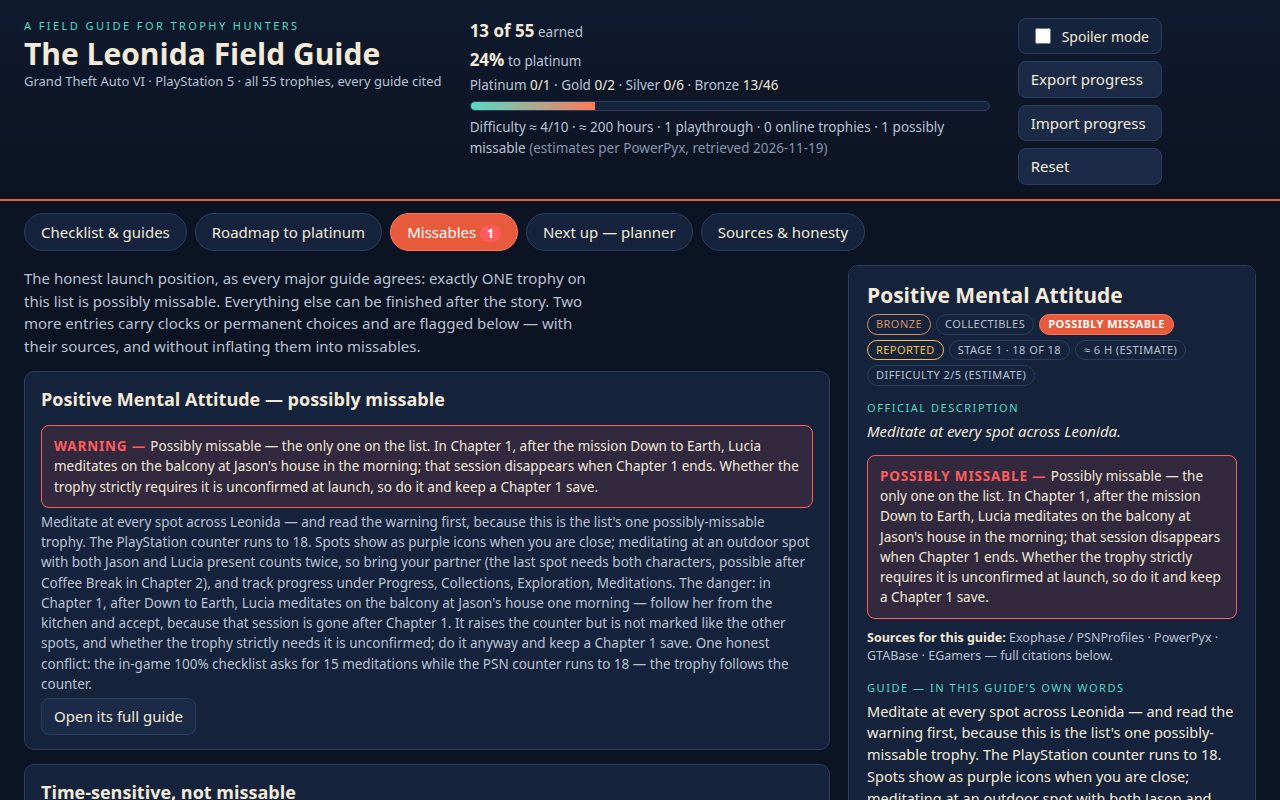 A FIELD GUIDE FOR TROPHY HUNTERS
The Leonida Field Guide
Grand Theft Auto VI · PlayStation 5 · all 55 trophies, every guide cited
13 of 55 earned
24% to platinum
Platinum 0/1 · Gold 0/2 · Silver 0/6 · Bronze 13/46
Difficulty ≈ 4/10 · ≈ 200 hours · 1 playthrough · 0 online trophies · 1 possibly
missable (estimates per PowerPyx, retrieved 2026-11-19)
Spoiler mode
Export progress
Import progress
Reset
Checklist & guides
Roadmap to platinum
Missables 1
Next up — planner
Sources & honesty
The honest launch position, as every major guide agrees: exactly ONE trophy on
this list is possibly missable. Everything else can be finished after the story. Two
more entries carry clocks or permanent choices and are flagged below — with
their sources, and without inflating them into missables.
Positive Mental Attitude — possibly missable
WARNING — Possibly missable — the only one on the list. In Chapter 1, after the mission Down to Earth, Lucia
meditates on the balcony at Jason's house in the morning; that session disappears when Chapter 1 ends. Whether the
trophy strictly requires it is unconfirmed at launch, so do it and keep a Chapter 1 save.
Meditate at every spot across Leonida — and read the warning first, because this is the list's one possibly-missable
trophy. The PlayStation counter runs to 18. Spots show as purple icons when you are close; meditating at an outdoor spot
with both Jason and Lucia present counts twice, so bring your partner (the last spot needs both characters, possible after
Coffee Break in Chapter 2), and track progress under Progress, Collections, Exploration, Meditations. The danger: in
Chapter 1, after Down to Earth, Lucia meditates on the balcony at Jason's house one morning — follow her from the
kitchen and accept, because that session is gone after Chapter 1. It raises the counter but is not marked like the other
spots, and whether the trophy strictly needs it is unconfirmed; do it anyway and keep a Chapter 1 save. One honest
conflict: the in-game 100% checklist asks for 15 meditations while the PSN counter runs to 18 — the trophy follows the
counter.
Open its full guide
Time-sensitive, not missable
Positive Mental Attitude
BRONZE
COLLECTIBLES
POSSIBLY MISSABLE
REPORTED
STAGE 1 · 18 OF 18
≈ 6 H (ESTIMATE)
DIFFICULTY 2/5 (ESTIMATE)
OFFICIAL DESCRIPTION
Meditate at every spot across Leonida.
POSSIBLY MISSABLE — Possibly missable — the
only one on the list. In Chapter 1, after the mission
Down to Earth, Lucia meditates on the balcony at
Jason's house in the morning; that session disappears
when Chapter 1 ends. Whether the trophy strictly
requires it is unconfirmed at launch, so do it and keep
a Chapter 1 save.
Sources for this guide: Exophase / PSNProfiles · PowerPyx ·
GTABase · EGamers — full citations below.
GUIDE — IN THIS GUIDE'S OWN WORDS
Meditate at every spot across Leonida — and read the
warning first, because this is the list's one possibly-
missable trophy. The PlayStation counter runs to 18.
Spots show as purple icons when you are close;
meditating at an outdoor spot with both Jason and